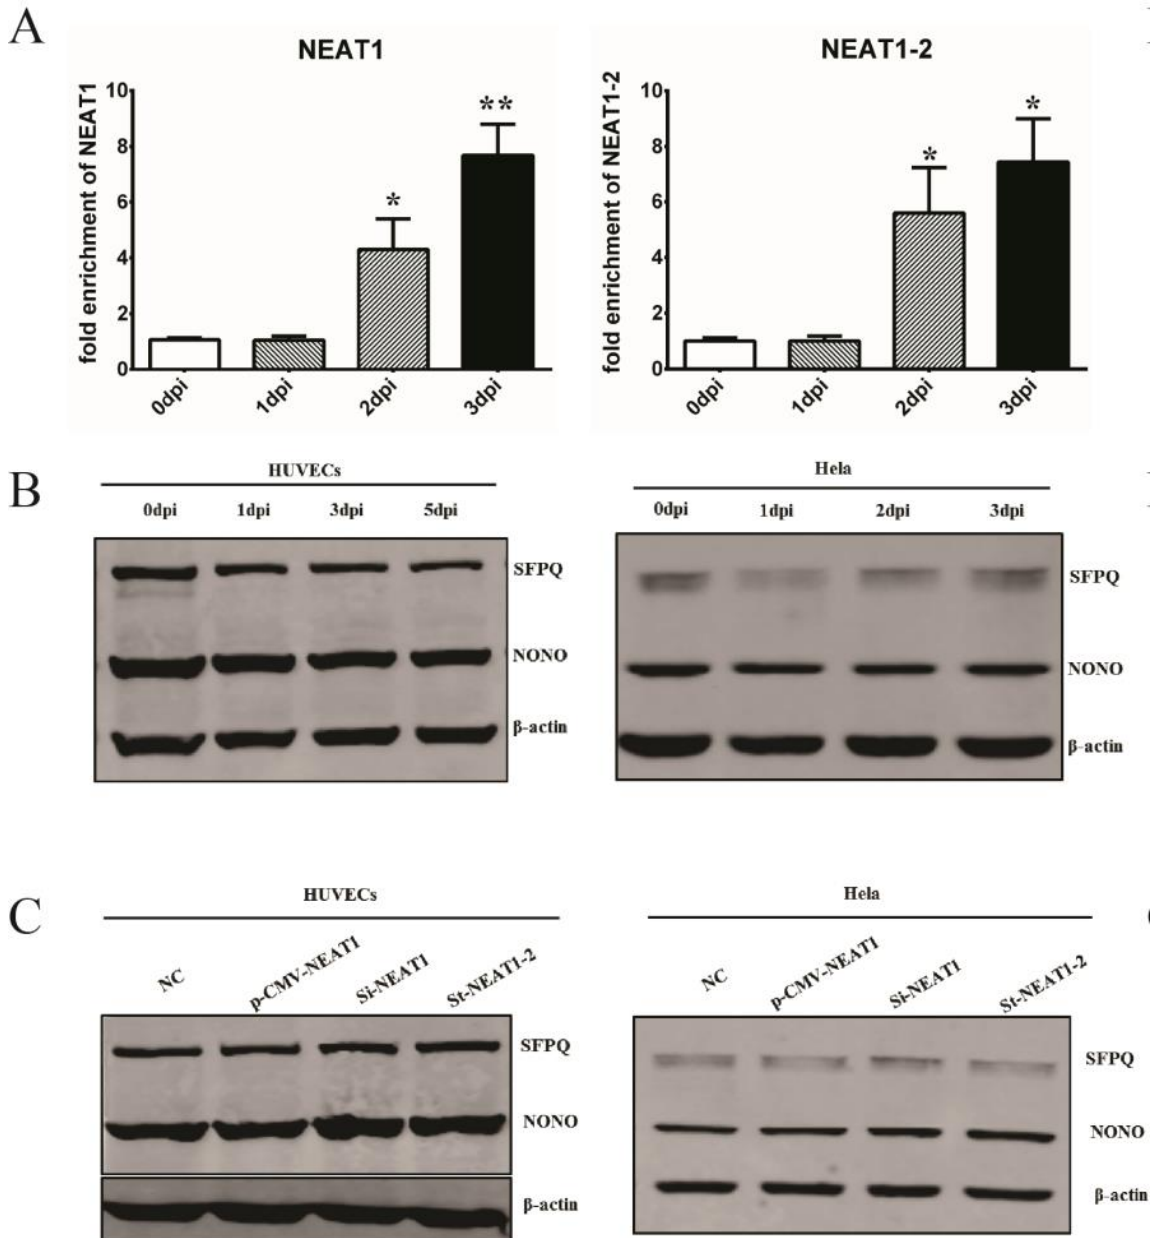 A
NEAT1
fold enrichment of NEAT1
10
8
6
4
2
0
*
**
0dpi
1dpi
2dpi
3dpi
NEAT1-2
fold enrichment of NEAT1-2
10
8
6
4
2
0
*
*
0dpi
1dpi
2dpi
3dpi
B
HUVECs
0dpi 1dpi 3dpi 5dpi
SFPQ
NONO
β-actin
Hela
0dpi 1dpi 2dpi 3dpi
SFPQ
NONO
β-actin
C
HUVECs
NC p-CMV-NEAT1 Si-NEAT1 St-NEAT1-2
SFPQ
NONO
β-actin
Hela
NC p-CMV-NEAT1 Si-NEAT1 St-NEAT1-2
SFPQ
NONO
β-actin